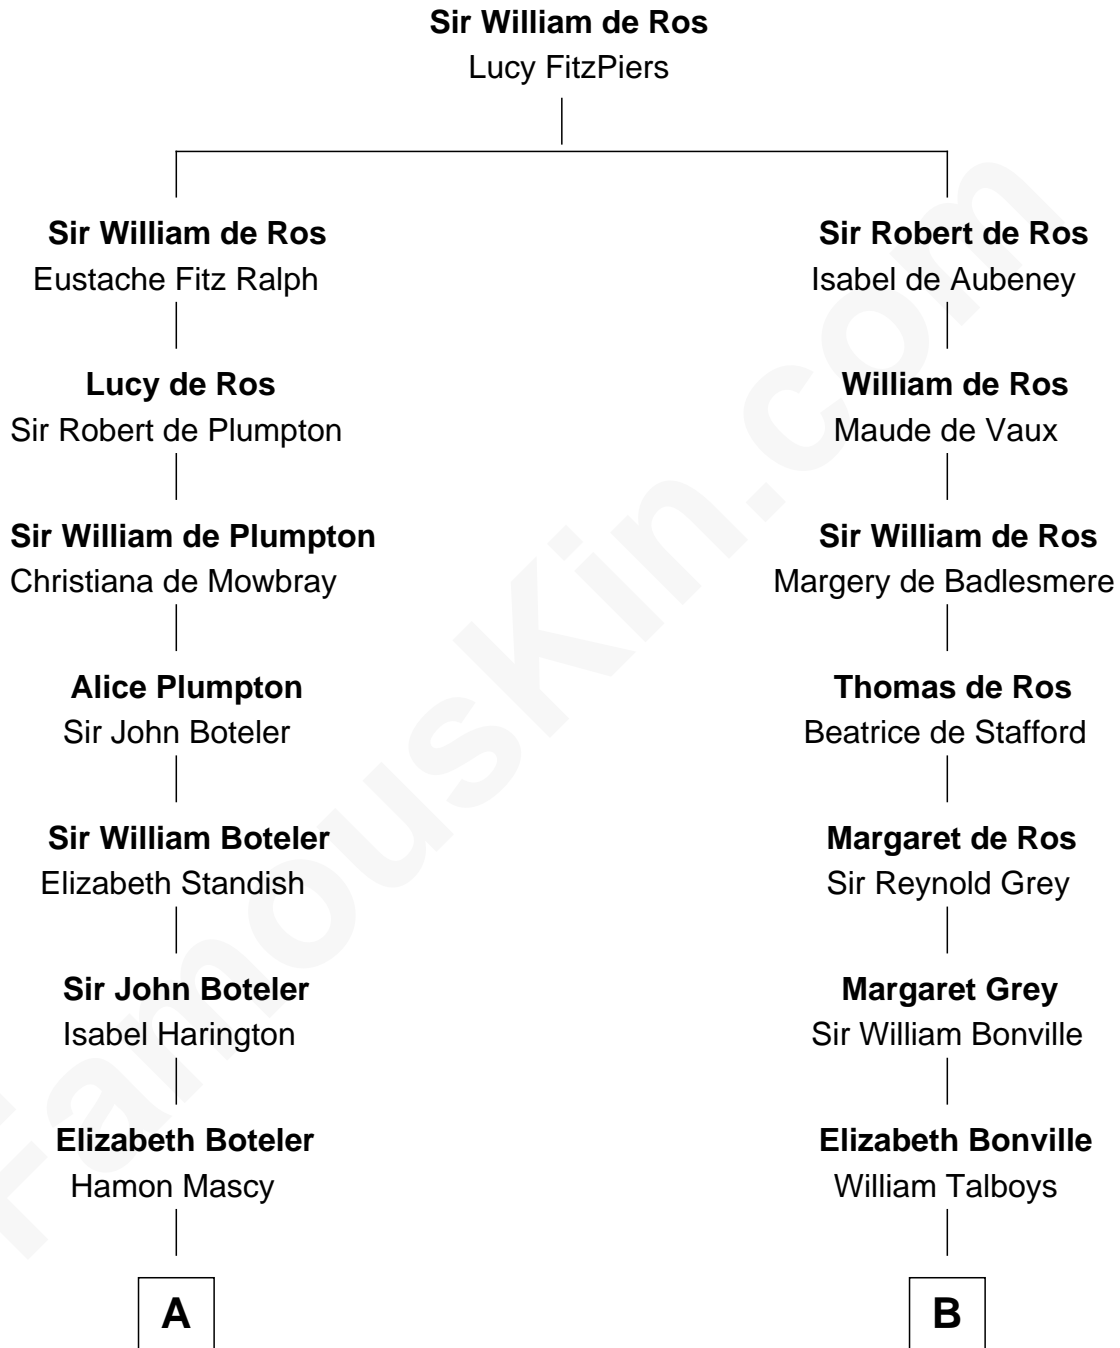 Sir William de Ros
Lucy FitzPiers
Sir William de Ros
Eustache Fitz Ralph
Lucy de Ros
Sir Robert de Plumpton
Sir William de Plumpton
Christiana de Mowbray
Alice Plumpton
Sir John Boteler
Sir William Boteler
Elizabeth Standish
Sir John Boteler
Isabel Harington
Elizabeth Boteler
Hamon Mascy
A
Sir Robert de Ros
Isabel de Aubeney
William de Ros
Maude de Vaux
Sir William de Ros
Margery de Badlesmere
Thomas de Ros
Beatrice de Stafford
Margaret de Ros
Sir Reynold Grey
Margaret Grey
Sir William Bonville
Elizabeth Bonville
William Talboys
B
FamousKin.com